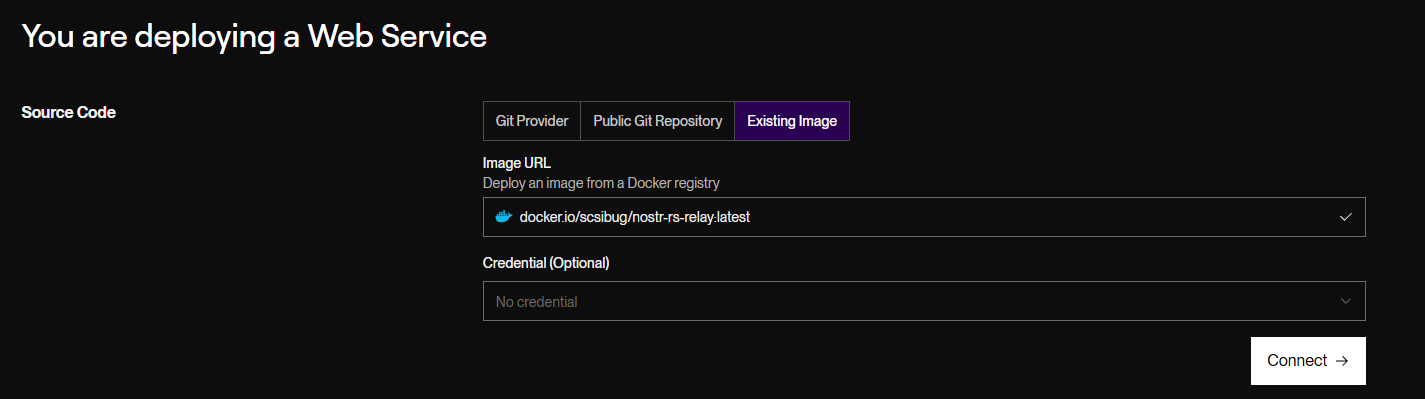 You are deploying a Web Service
Source Code
Git Provider
Public Git Repository
Existing Image
Image URL
Deploy an image from a Docker registry
docker.io/scsibug/nostr-rs-relay:latest
Credential (Optional)
No credential
Connect →